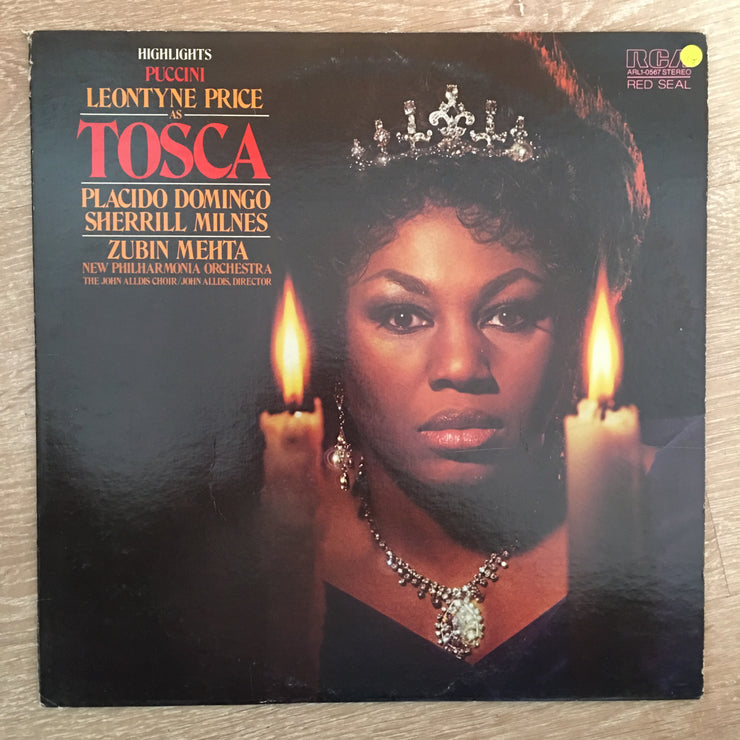 HIGHLIGHTS
PUCCINI
LEONTYNE PRICE
AS
TOSCA
PLACIDO DOMINGO
SHERRILL MILNES
ZUBIN MEHTA
NEW PHILHARMONIA ORCHESTRA
THE JOHN ALLDIS CHOIR/JOHN ALLDIS, DIRECTOR
RCA
ARL1-0567 STEREO
RED SEAL